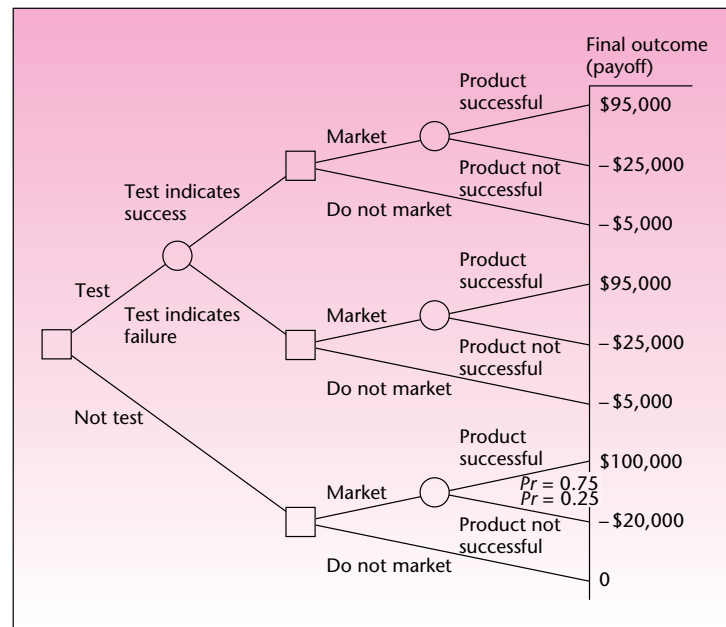 Final outcome
(payoff)
Product
successful
$95,000
Market
Product not
successful
– $25,000
Test indicates
success
Do not market
– $5,000
Product
successful
$95,000
Test
Test indicates
failure
Market
Product not
successful
– $25,000
Do not market
– $5,000
Not test
Product
successful
$100,000
Pr = 0.75
Pr = 0.25
Market
Product not
successful
– $20,000
Do not market
0